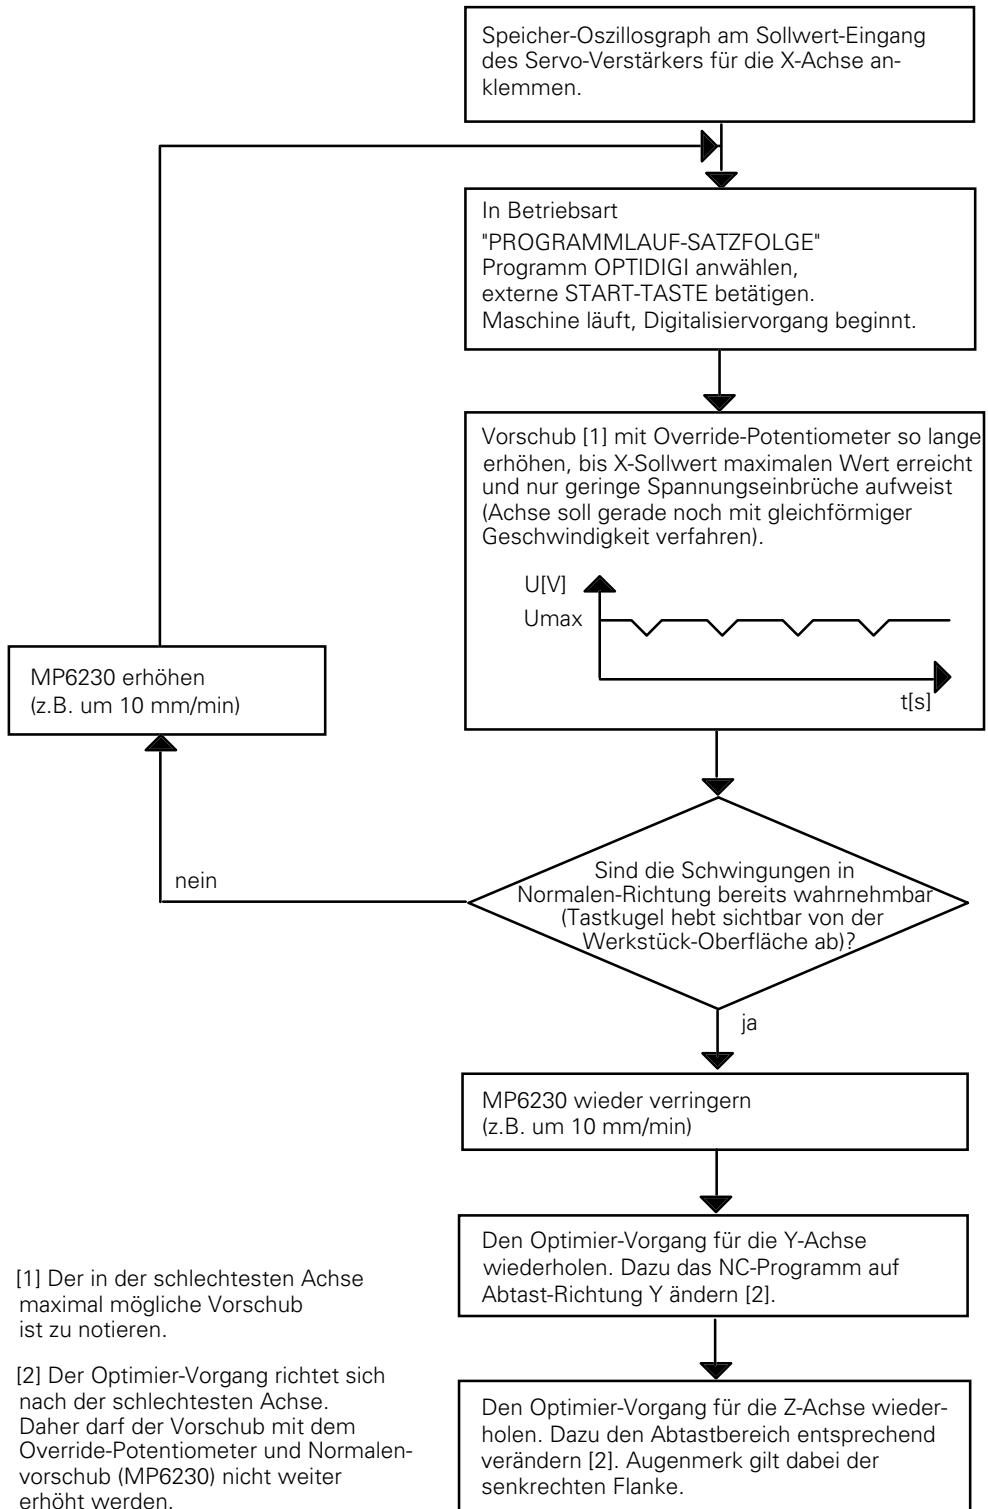 Speicher-Oszillosgraph am Sollwert-Eingang
des Servo-Verstärkers für die X-Achse an-
klemmen.
In Betriebsart
"PROGRAMMLAUF-SATZFOLGE"
Programm OPTIDIGI anwählen,
externe START-TASTE betätigen.
Maschine läuft, Digitalisiervorgang beginnt.
Vorschub [1] mit Override-Potentiometer so lange
erhöhen, bis X-Sollwert maximalen Wert erreicht
und nur geringe Spannungseinbrüche aufweist
(Achse soll gerade noch mit gleichförmiger
Geschwindigkeit verfahren).
U[V]
Umax
t[s]
MP6230 erhöhen
(z.B. um 10 mm/min)
nein
Sind die Schwingungen in
Normalen-Richtung bereits wahrnehmbar
(Tastkugel hebt sichtbar von der
Werkstück-Oberfläche ab)?
ja
MP6230 wieder verringern
(z.B. um 10 mm/min)
Den Optimier-Vorgang für die Y-Achse
wiederholen. Dazu das NC-Programm auf
Abtast-Richtung Y ändern [2].
Den Optimier-Vorgang für die Z-Achse wieder-
holen. Dazu den Abtastbereich entsprechend
verändern [2]. Augenmerk gilt dabei der
senkrechten Flanke.
[1] Der in der schlechtesten Achse
maximal mögliche Vorschub
ist zu notieren.
[2] Der Optimier-Vorgang richtet sich
nach der schlechtesten Achse.
Daher darf der Vorschub mit dem
Override-Potentiometer und Normalen-
vorschub (MP6230) nicht weiter
erhöht werden.